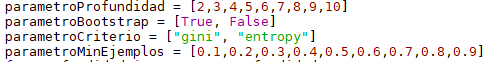 parametroProfundidad = [2,3,4,5,6,7,8,9,10]
parametroBootstrap = [True, False]
parametroCriterio = ["gini", "entropy"]
parametroMinEjemplos = [0.1,0.2,0.3,0.4,0.5,0.6,0.7,0.8,0.9]